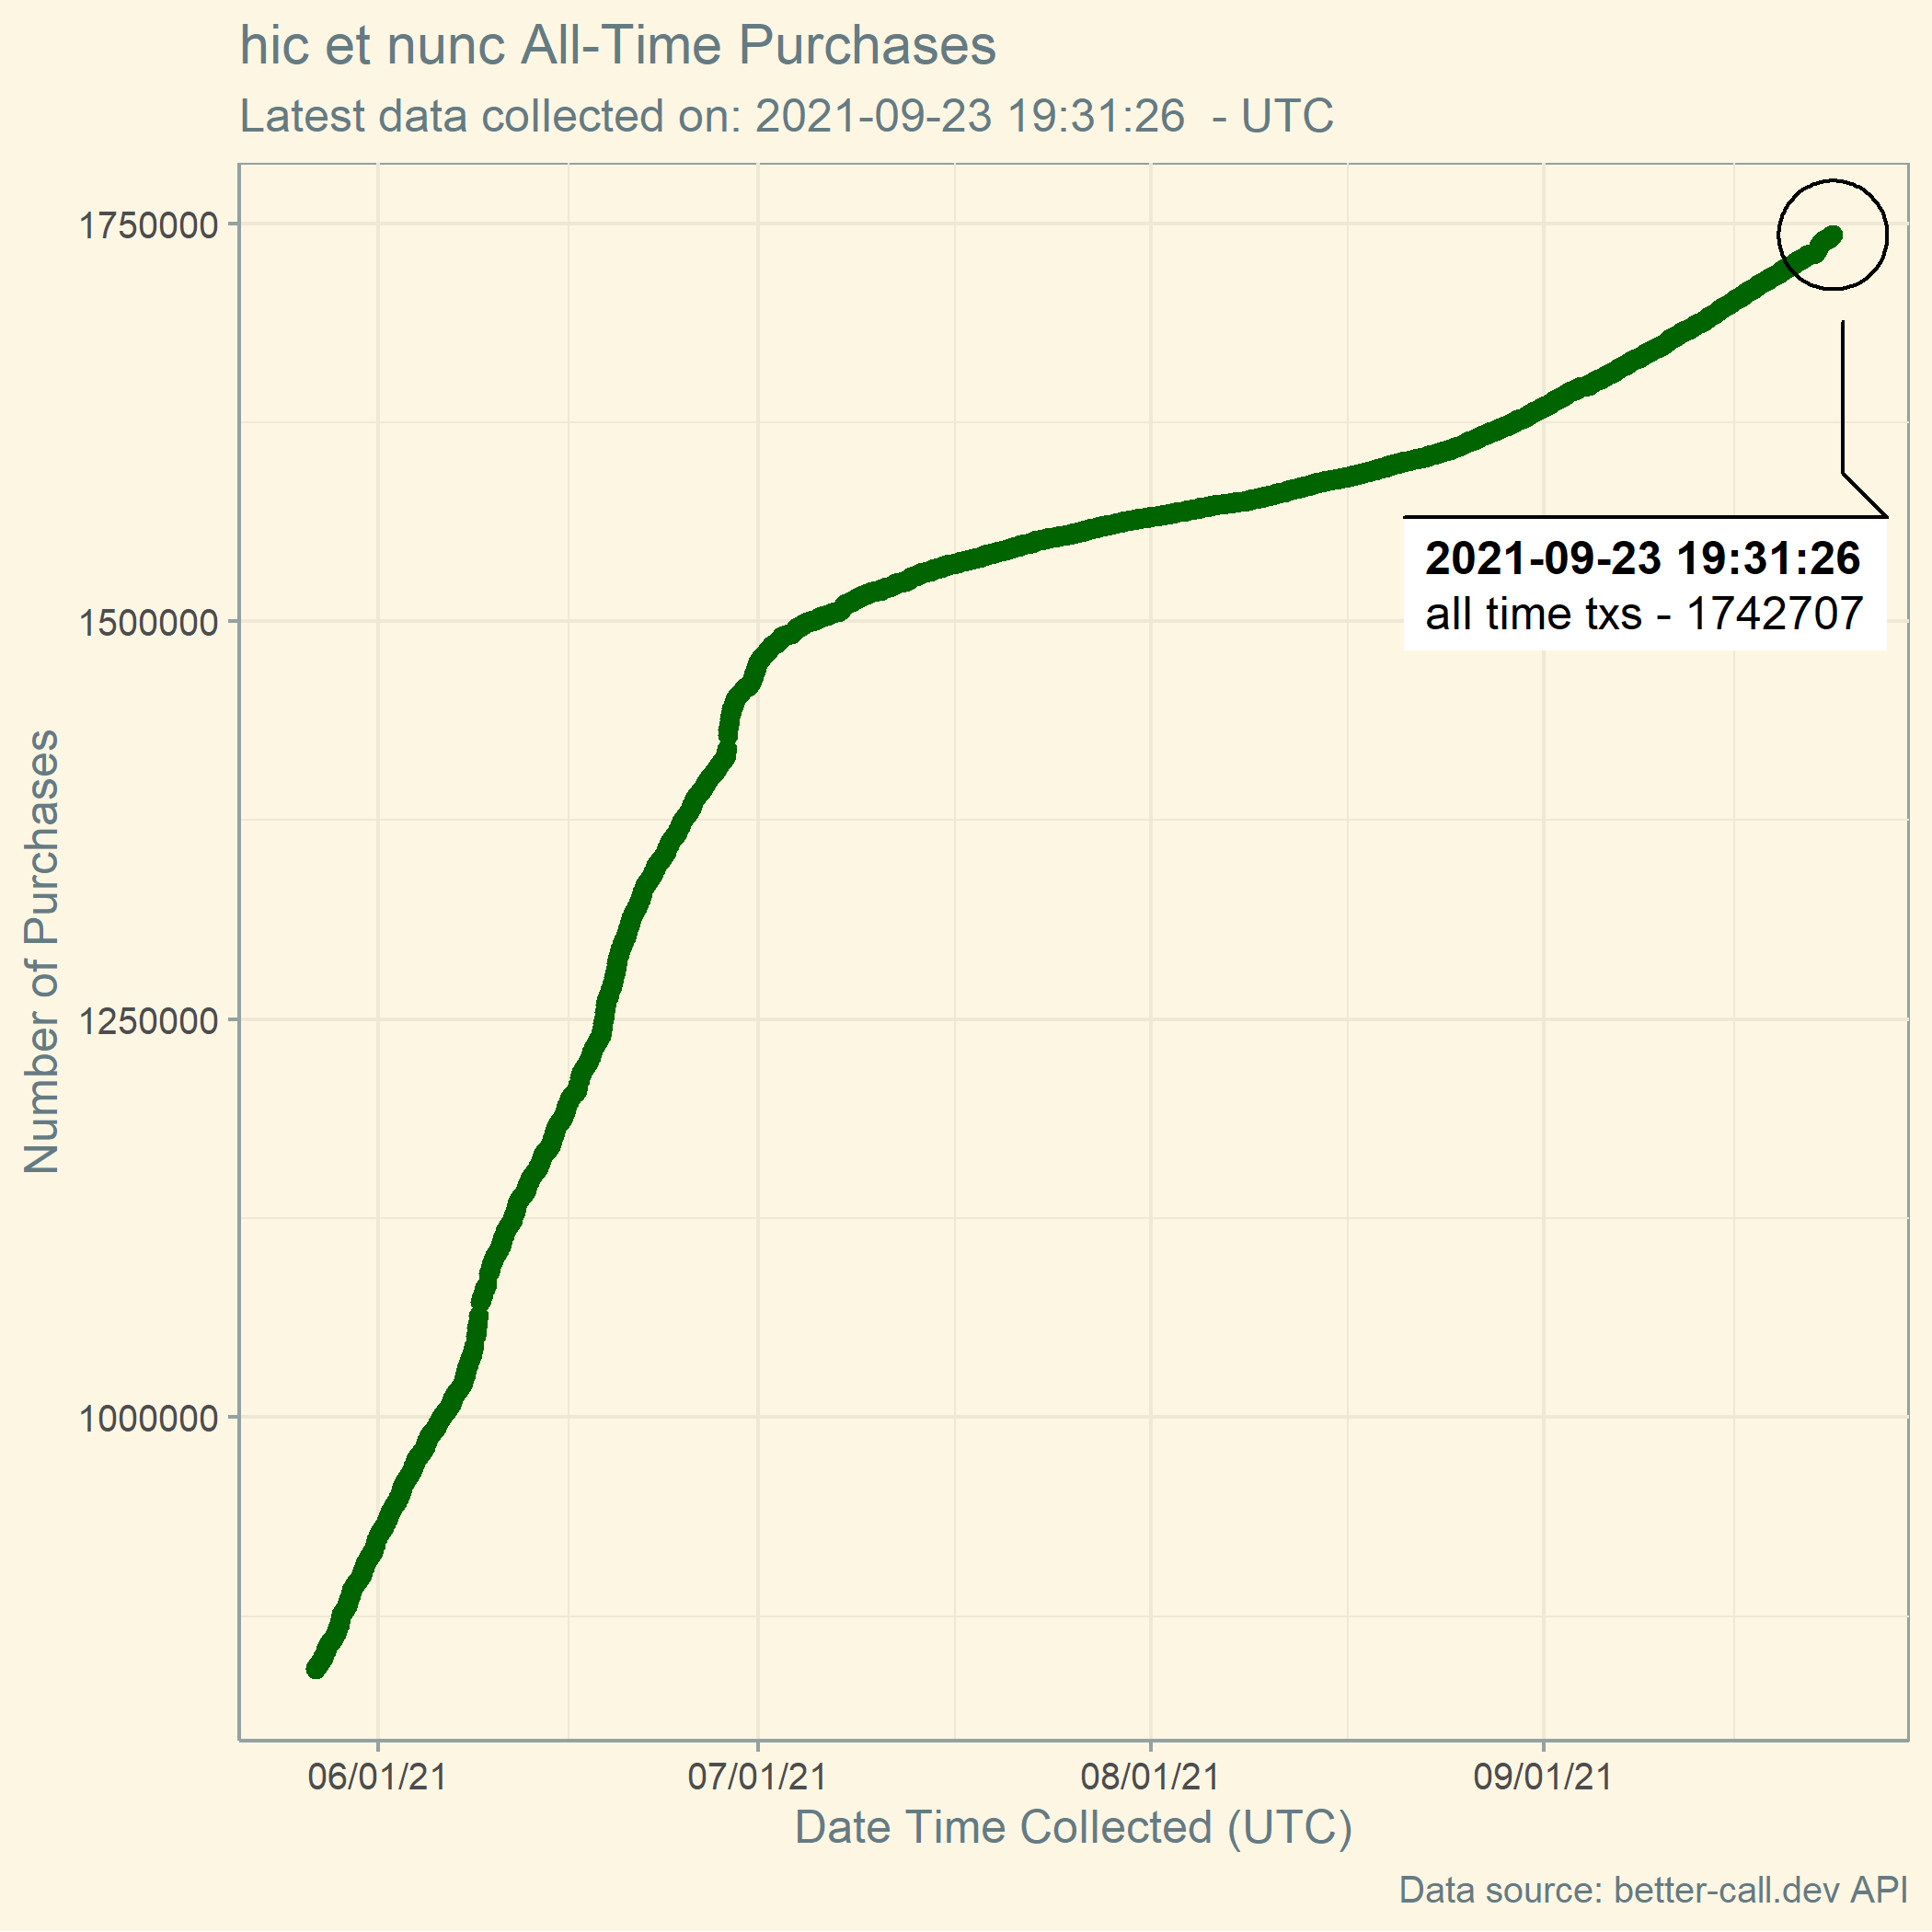 hic et nunc All-Time Purchases
Latest data collected on: 2021-09-23 19:31:26  - UTC
1750000
1500000
1250000
1000000
Number of Purchases
2021-09-23 19:31:26
all time txs - 1742707
06/01/21
07/01/21
08/01/21
09/01/21
Date Time Collected (UTC)
Data source: better-call.dev API